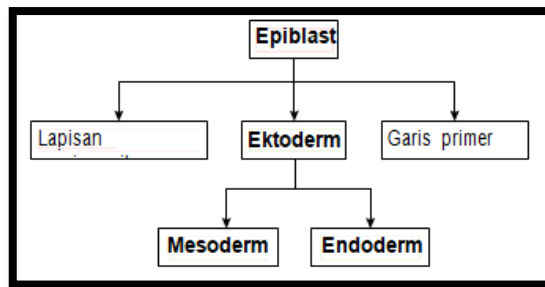 Epiblast
Lapisan
Ektoderm
Garis primer
Mesoderm
Endoderm